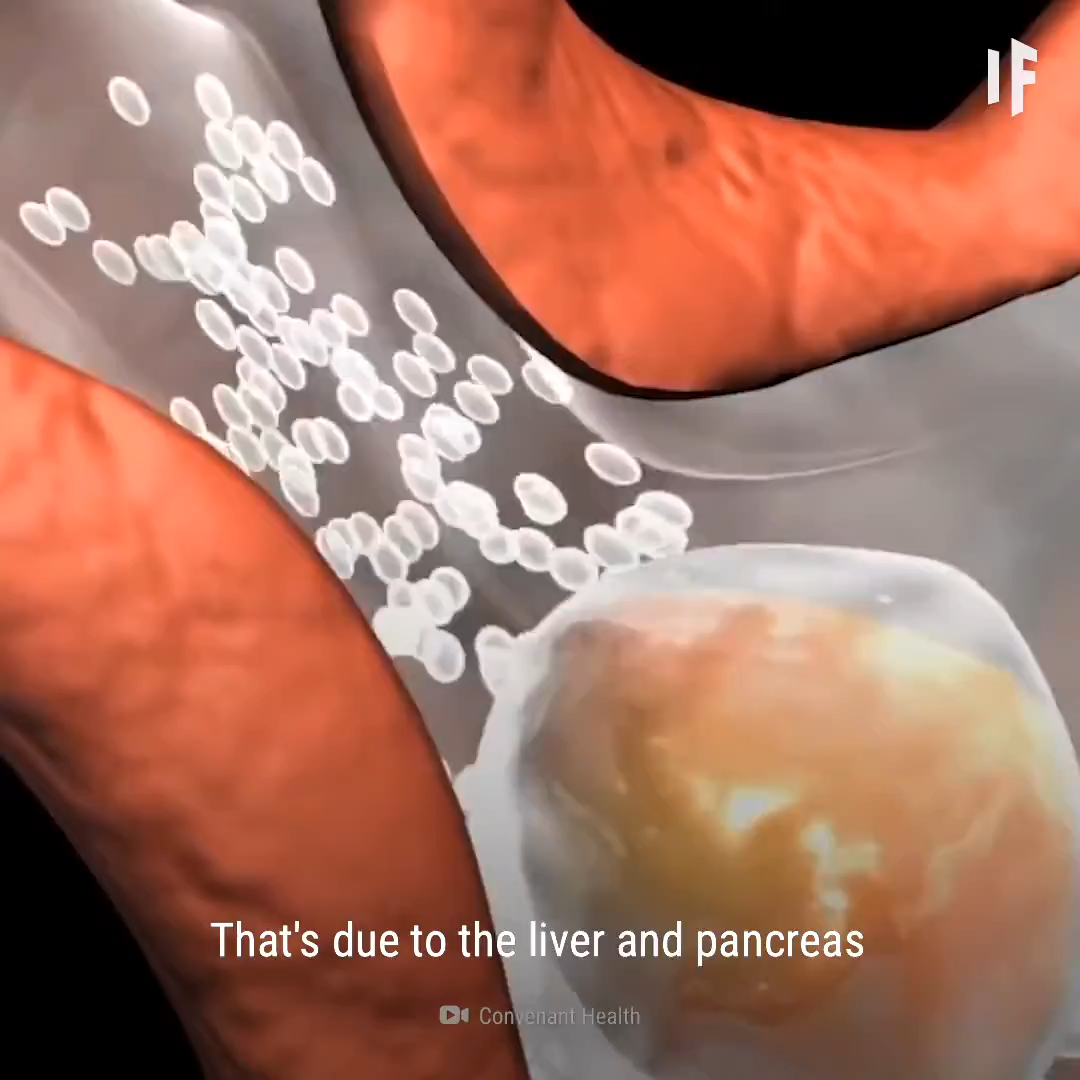 IF
That's due to the liver and pancreas
Convenant Health